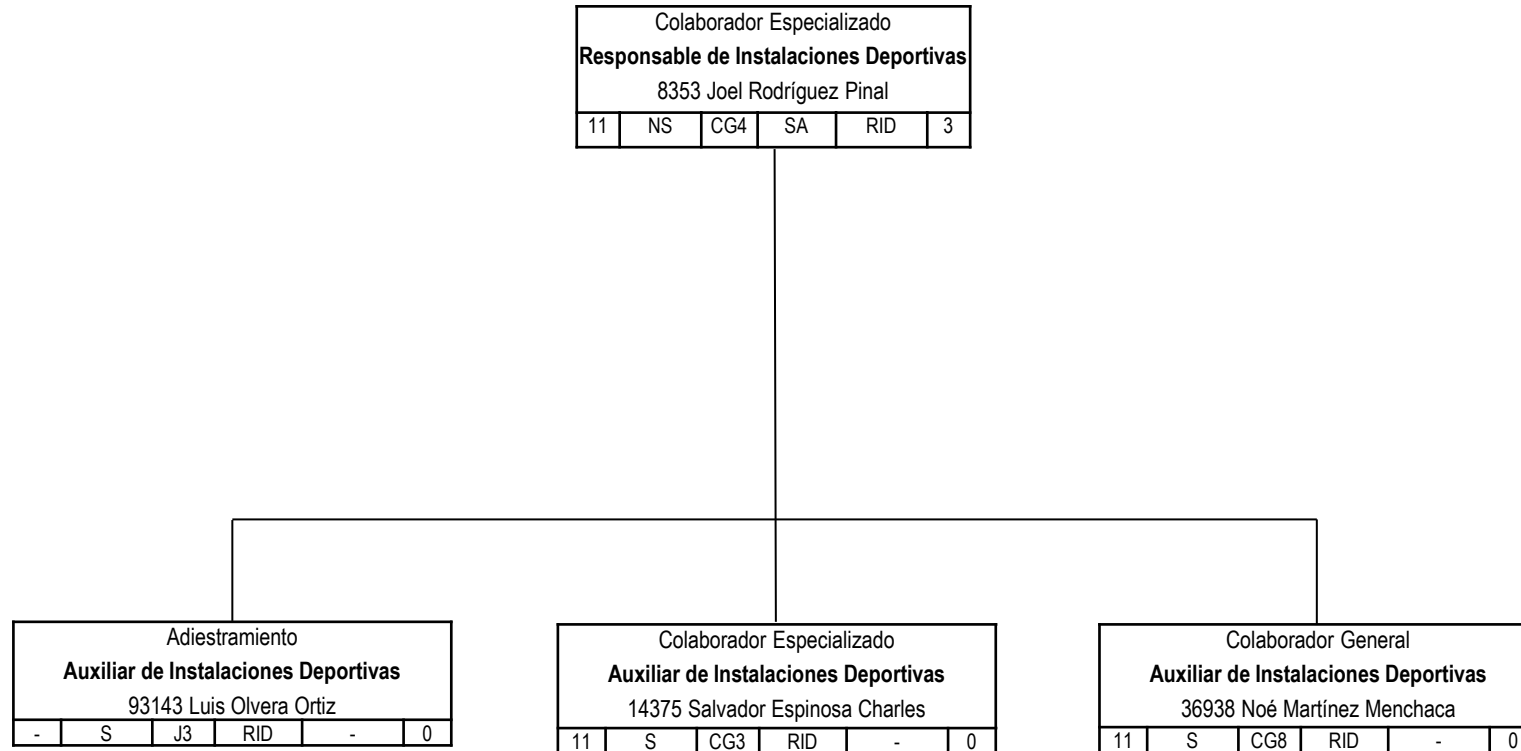 Colaborador Especializado
Responsable de Instalaciones Deportivas
8353 Joel Rodríguez Pinal
11 NS CG4 SA RID 3
Adiestramiento
Auxiliar de Instalaciones Deportivas
93143 Luis Olvera Ortiz
- S J3 RID - 0
Colaborador Especializado
Auxiliar de Instalaciones Deportivas
14375 Salvador Espinosa Charles
11 S CG3 RID - 0
Colaborador General
Auxiliar de Instalaciones Deportivas
36938 Noé Martínez Menchaca
11 S CG8 RID - 0